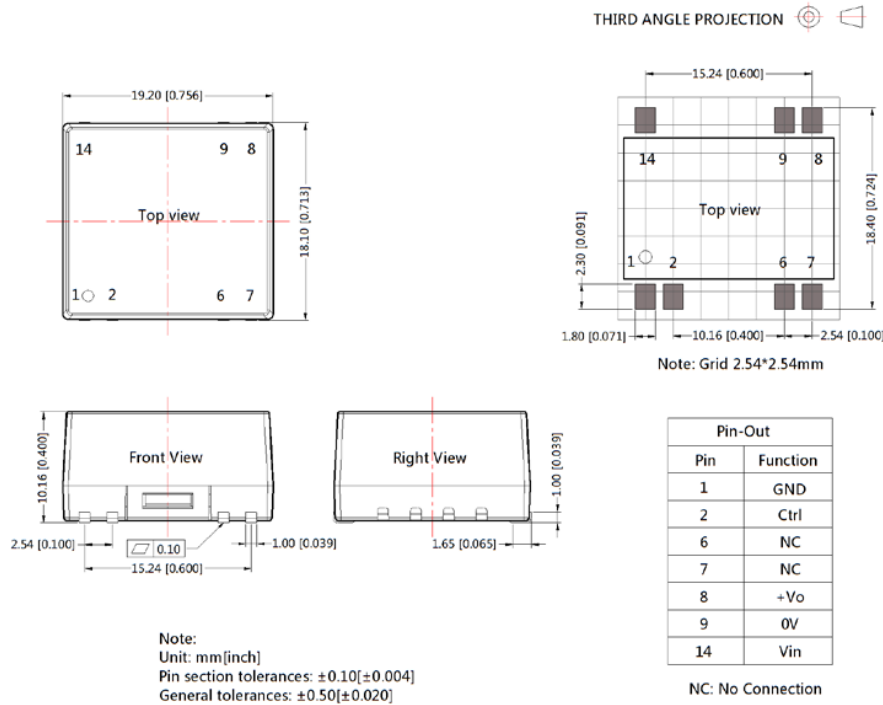 THIRD ANGLE PROJECTION
19.20 [0.756]
14 9 8
Top view
1 2 6 7
18.10 [0.713]
15.24 [0.600]
14 9 8
Top view
1 2 6 7
18.40 [0.724]
2.30 [0.091]
1.80 [0.071] 10.16 [0.400] 2.54 [0.100]
Note: Grid 2.54*2.54mm
10.16 [0.400]
Front View
2.54 [0.100]
0.10
1.00 [0.039]
15.24 [0.600]
Right View
1.00 [0.039]
1.65 [0.065]
Pin-Out
Pin Function
1 GND
2 Ctrl
6 NC
7 NC
8 +Vo
9 0V
14 Vin
NC: No Connection
Note:
Unit: mm[inch]
Pin section tolerances: ±0.10[±0.004]
General tolerances: ±0.50[±0.020]